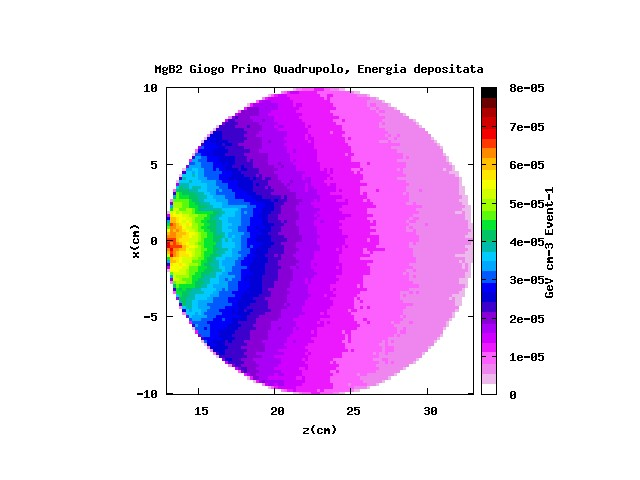 MgB2 Giogo Primo Quadrupolo, Energia depositata
10
5
0
-5
-10
x(cm)
15
20
25
30
z(cm)
8e-05
7e-05
6e-05
5e-05
4e-05
3e-05
2e-05
1e-05
0
GeV cm-3 Event-1